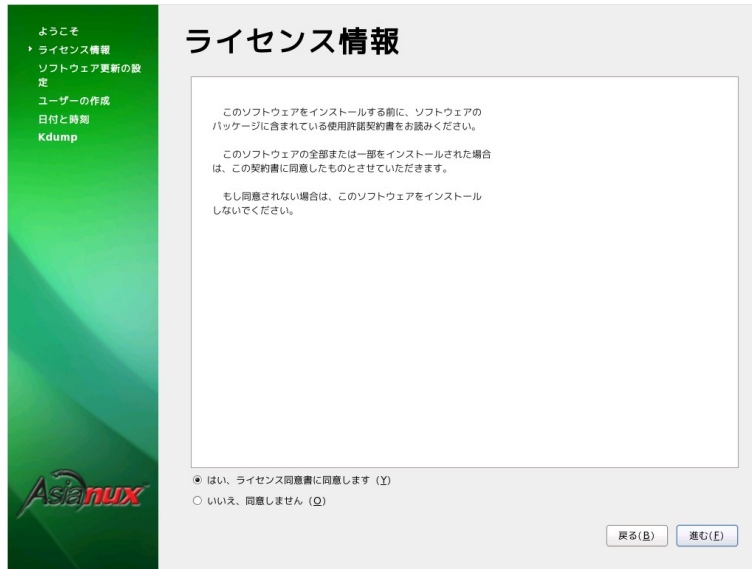 ようこそ
ライセンス情報
ソフトウェア更新の設
定
ユーザーの作成
日付と時刻
Kdump
ライセンス情報
このソフトウェアをインストールする前に、ソフトウェアの
パッケージに含まれている使用許諾契約書をお読みください。
このソフトウェアの全部または一部をインストールされた場合
は、この契約書に同意したものとさせていただきます。
もし同意されない場合は、このソフトウェアをインストール
しないでください。
はい、ライセンス同意書に同意します (Y)
いいえ、同意しません (O)
Asianux™
戻る(B) 進む(F)